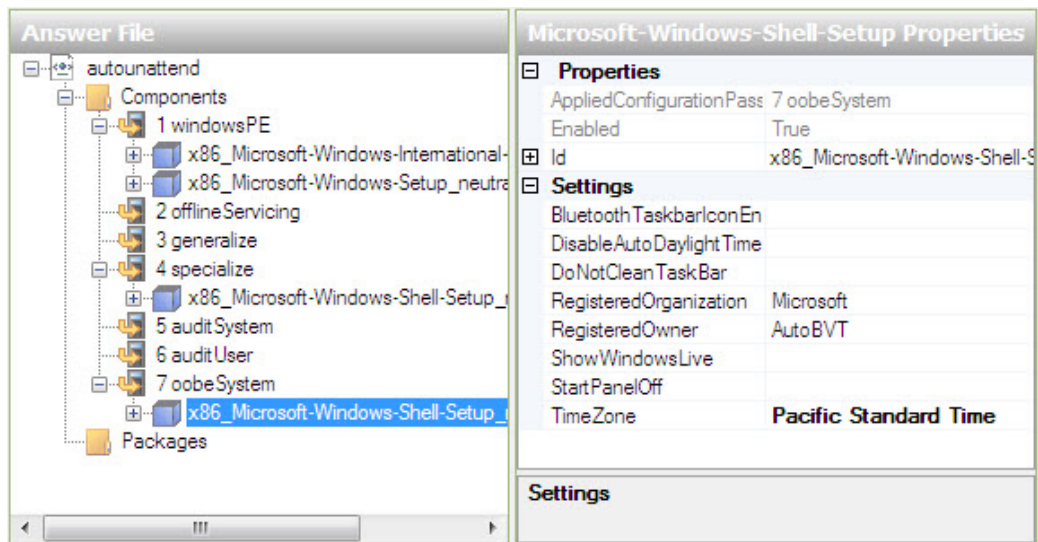 Answer File
autounattend
Components
1 windowsPE
x86_Microsoft-Windows-International-
x86_Microsoft-Windows-Setup_neutra
2 offlineServicing
3 generalize
4 specialize
x86_Microsoft-Windows-Shell-Setup_r
5 auditSystem
6 auditUser
7 oobeSystem
x86_Microsoft-Windows-Shell-Setup_r
Packages
Microsoft-Windows-Shell-Setup Properties
Properties
AppliedConfigurationPass 7 oobeSystem
Enabled True
Id x86_Microsoft-Windows-Shell-S
Settings
BluetoothTaskbarIconEn
DisableAutoDaylightTime
DoNotCleanTaskBar
RegisteredOrganization Microsoft
RegisteredOwner AutoBVT
ShowWindowsLive
StartPanelOff
TimeZone Pacific Standard Time
Settings